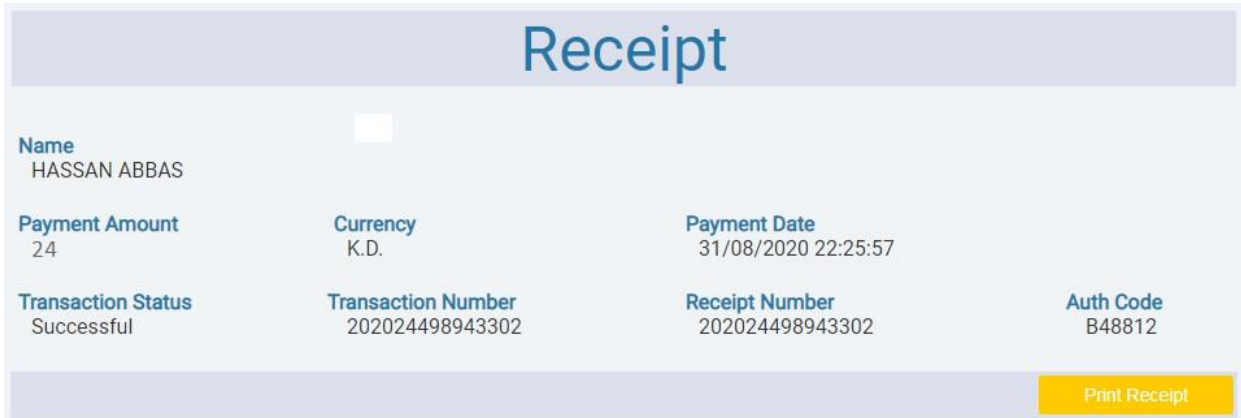 Receipt
Name
HASSAN ABBAS
Payment Amount Currency Payment Date
24 K.D. 31/08/2020 22:25:57
Transaction Status Transaction Number Receipt Number Auth Code
Successful 202024498943302 202024498943302 B48812
Print Receipt